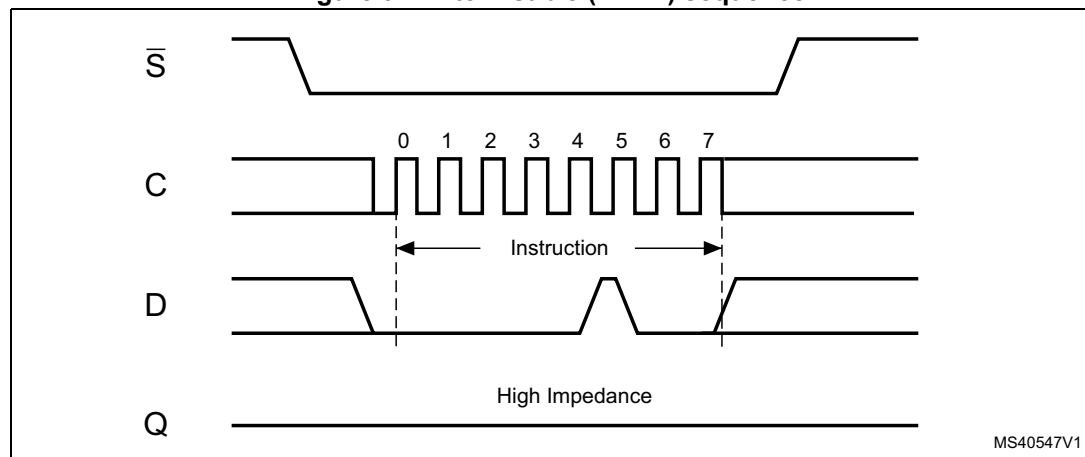 S̅
0 1 2 3 4 5 6 7
C
Instruction
D
High Impedance
Q
MS40547V1